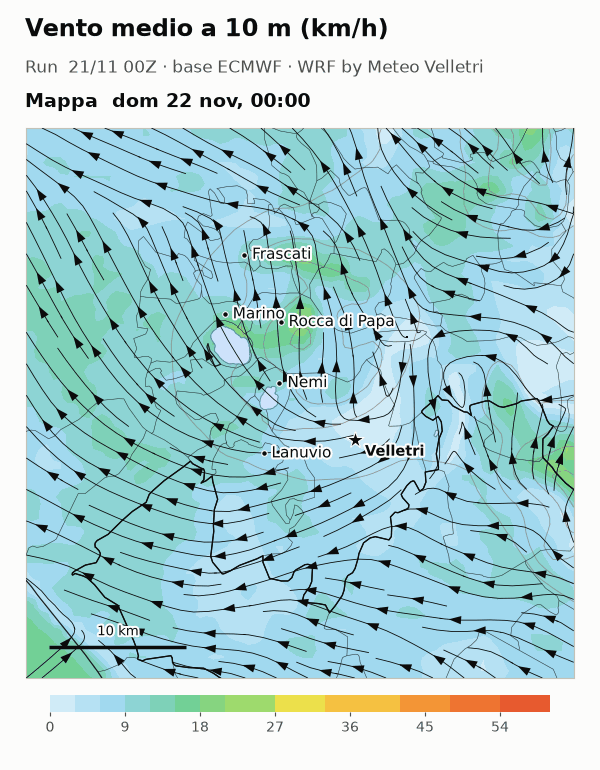 Vento medio a 10 m (km/h)
Run  21/11 00Z · base ECMWF · WRF by Meteo Velletri
Mappa  dom 22 nov, 00:00
Frascati
Marino
Rocca di Papa
Nemi
Lanuvio
Velletri
10 km
0 9 18 27 36 45 54